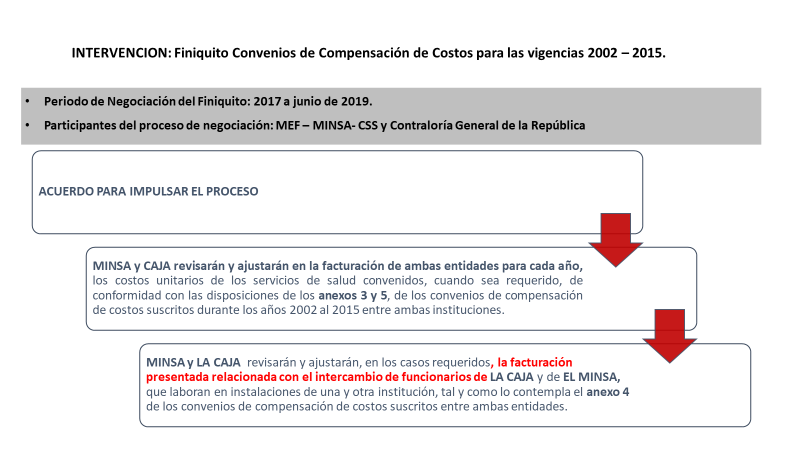 INTERVENCION: Finiquito Convenios de Compensación de Costos para las vigencias 2002 – 2015.
• Periodo de Negociación del Finiquito: 2017 a junio de 2019.
• Participantes del proceso de negociación: MEF – MINSA- CSS y Contraloría General de la República
ACUERDO PARA IMPULSAR EL PROCESO
MINSA y CAJA revisarán y ajustarán en la facturación de ambas entidades para cada año,
los costos unitarios de los servicios de salud convenidos, cuando sea requerido, de
conformidad con las disposiciones de los anexos 3 y 5, de los convenios de compensación
de costos suscritos durante los años 2002 al 2015 entre ambas instituciones.
MINSA y LA CAJA revisarán y ajustarán, en los casos requeridos, la facturación
presentada relacionada con el intercambio de funcionarios de LA CAJA y de EL MINSA,
que laboran en instalaciones de una y otra institución, tal y como lo contempla el anexo 4
de los convenios de compensación de costos suscritos entre ambas entidades.